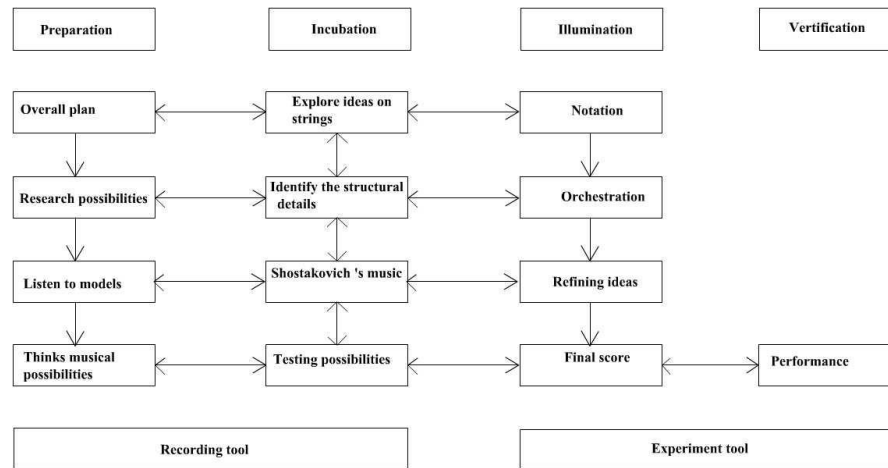 Preparation
Incubation
Illumination
Vertification
Overall plan
Explore ideas on
strings
Notation
Research possibilities
Identify the structural
details
Orchestration
Listen to models
Shostakovich 's music
Refining ideas
Thinks musical
possibilities
Testing possibilities
Final score
Performance
Recording tool
Experiment tool